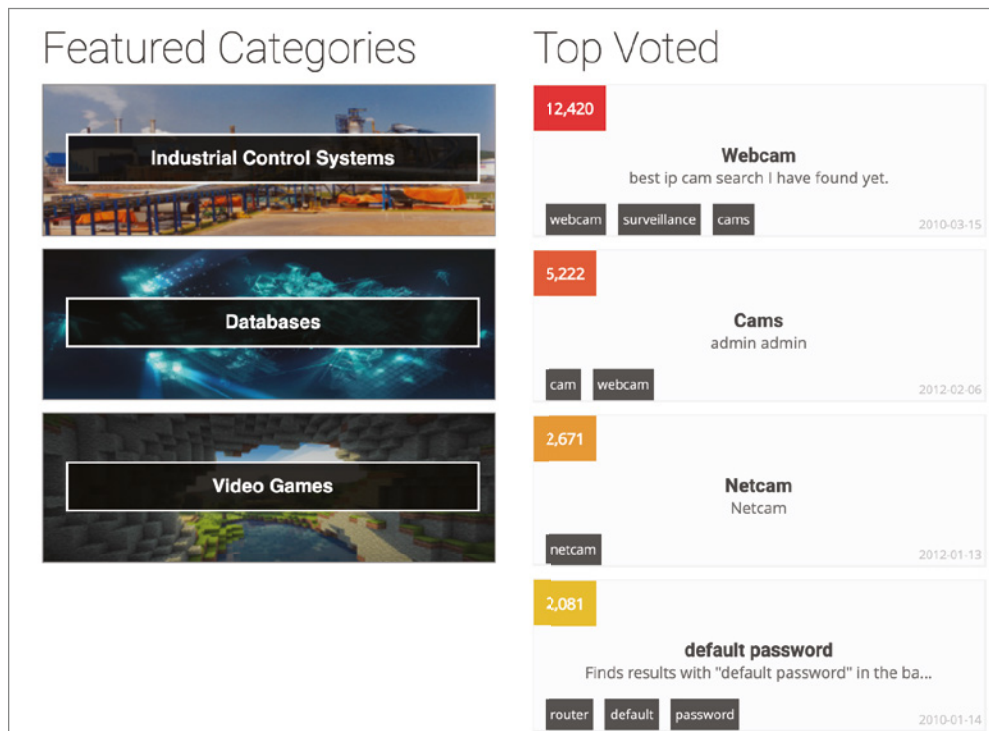 Featured Categories
Industrial Control Systems
Databases
Video Games
Top Voted
12,420
Webcam
best ip cam search I have found yet.
webcam surveillance cams
2010-03-15
5,222
Cams
admin admin
cam webcam
2012-02-06
2,671
Netcam
Netcam
netcam
2012-01-13
2,081
default password
Finds results with "default password" in the ba...
router default password
2010-01-14